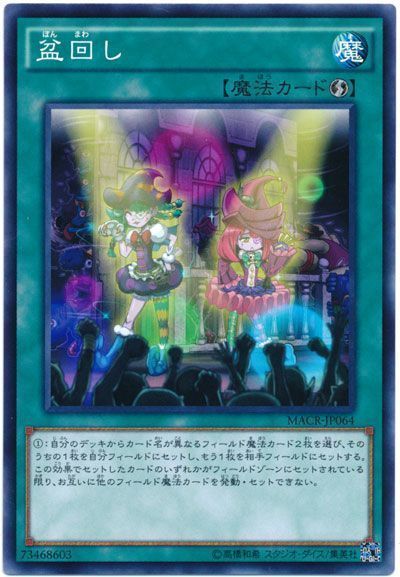 盆回し
魔
【魔法カード】
MACR-JP064
①：自分のデッキからカード名が異なるフィールド魔法カード２枚を選び、その
うちの１枚を自分フィールドにセットし、もう１枚を相手フィールドにセットする。
この効果でセットしたカードのいずれかがフィールドゾーンにセットされている
限り、お互いに他のフィールド魔法カードを発動・セットできない。
73468603
©高橋和希 スタジオ・ダイス/集英社